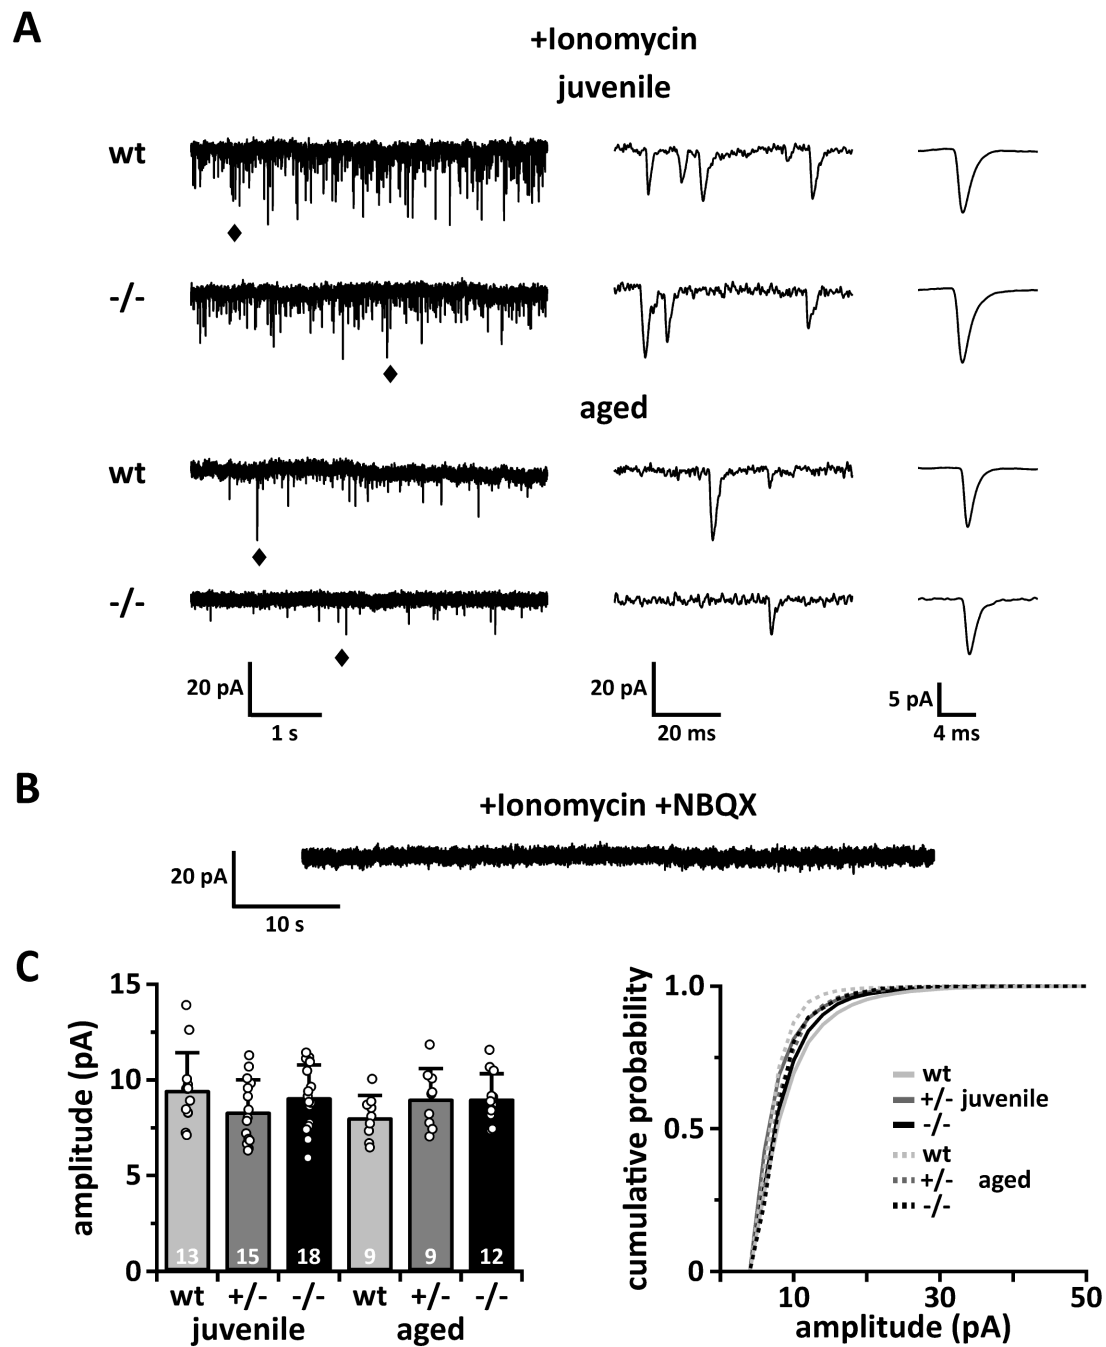 A
+Ionomycin
juvenile
wt
-/-
aged
wt
-/-
20 pA
1 s
20 pA
20 ms
5 pA
4 ms
B
+Ionomycin +NBQX
20 pA
10 s
C
amplitude (pA)
15
10
5
0
13
15
18
9
9
12
wt
+/-
-/-
wt
+/-
-/-
juvenile
aged
cumulative probability
1.0
0.5
0
wt
+/- juvenile
-/-
wt
+/- aged
-/-
10
30
50
amplitude (pA)